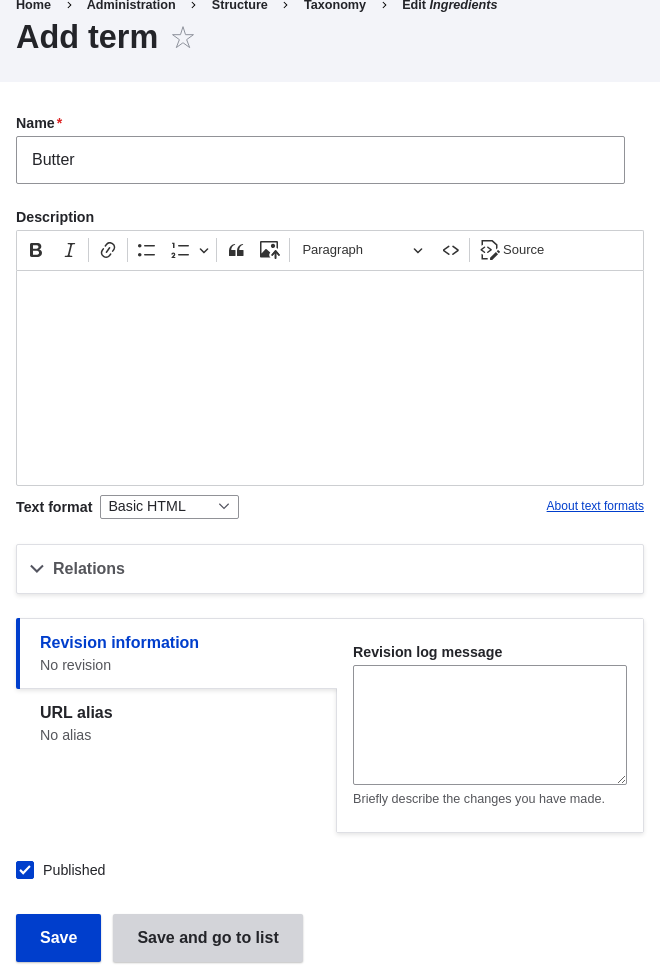 Home > Administration > Structure > Taxonomy > Edit Ingredients
Add term
Name*
Butter
Description
B I Paragraph Source
Text format Basic HTML About text formats
Relations
Revision information
No revision
URL alias
No alias
Revision log message
Briefly describe the changes you have made.
Published
Save Save and go to list